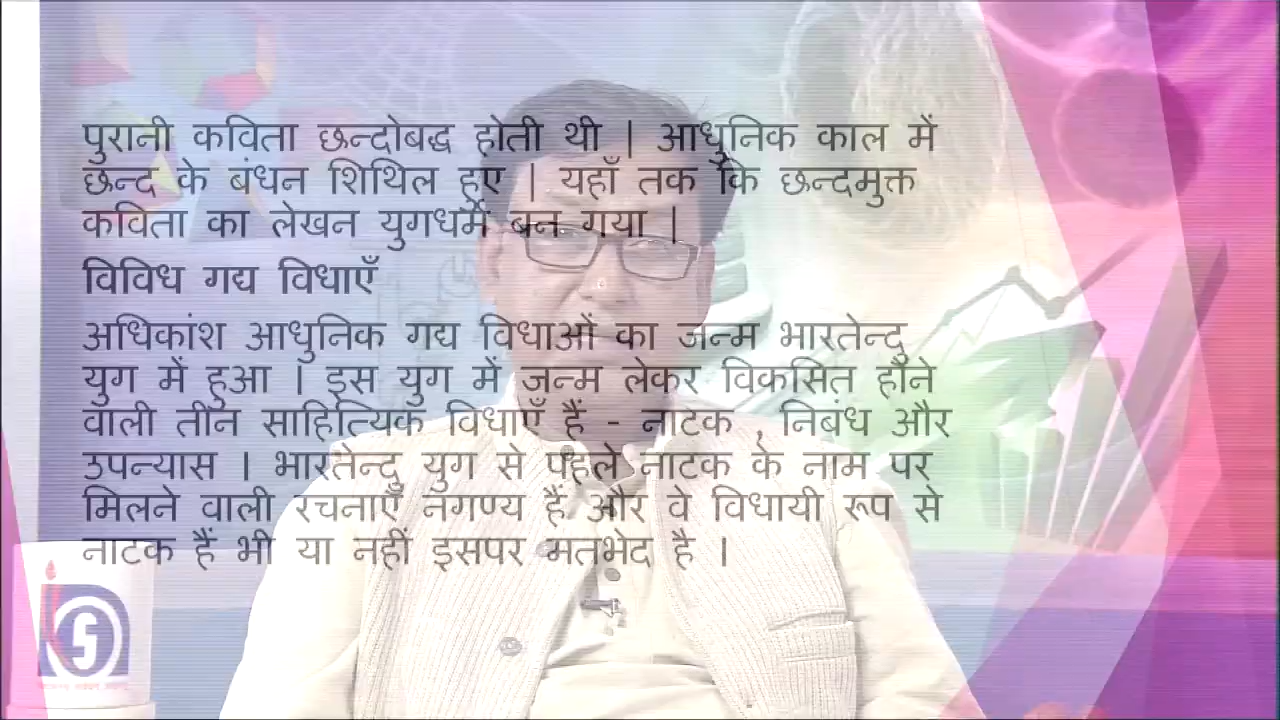 पुरानी कविता छन्दोबद्ध होती थी | आधुनिक काल में
छन्द के बंधन शिथिल हुए | यहाँ तक कि छन्दमुक्त
कविता का लेखन युगधर्म बन गया |
विविध गद्य विधाएँ
अधिकांश आधुनिक गद्य विधाओं का जन्म भारतेन्दु
युग में हुआ । इस युग में जन्म लेकर विकसित होने
वाली तीन साहित्यिक विधाएँ हैं - नाटक , निबंध और
उपन्यास । भारतेन्दु युग से पहले नाटक के नाम पर
मिलने वाली रचनाएँ नगण्य हैं और वे विधायी रूप से
नाटक हैं भी या नहीं इसपर मतभेद है ।